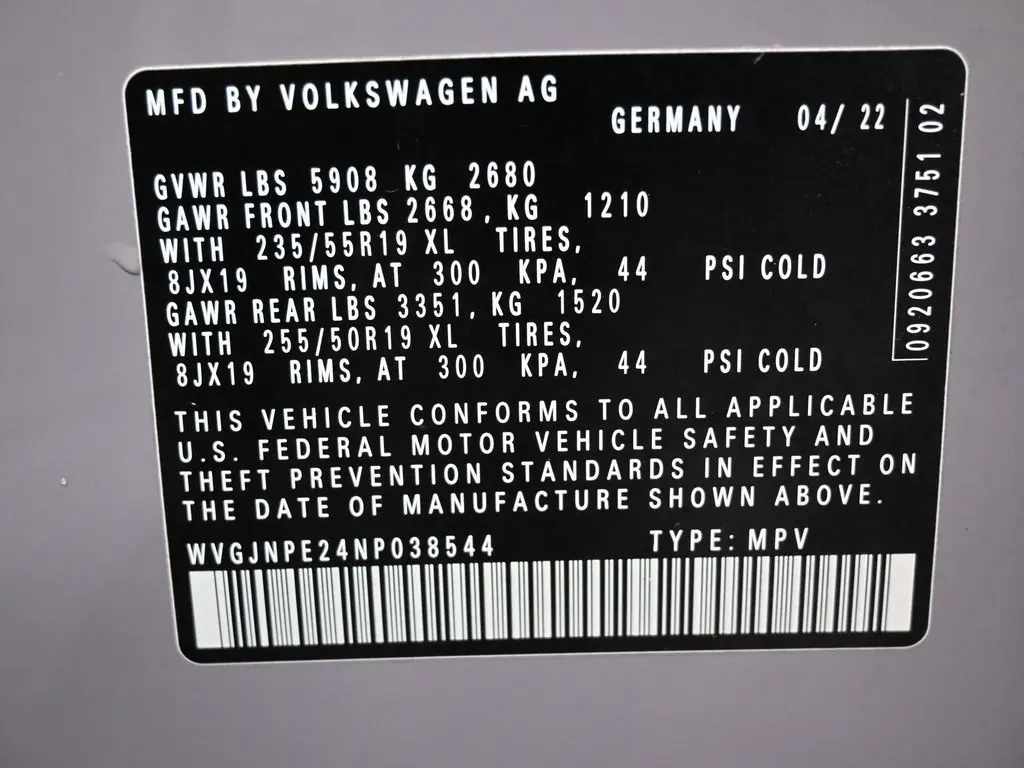 MFD BY VOLKSWAGEN AG
GERMANY 04/ 22
GVWR LBS 5908 KG 2680
GAWR FRONT LBS 2668, KG 1210
WITH 235/55R19 XL TIRES,
8JX19 RIMS, AT 300 KPA, 44 PSI COLD
GAWR REAR LBS 3351, KG 1520
WITH 255/50R19 XL TIRES,
8JX19 RIMS, AT 300 KPA, 44 PSI COLD
THIS VEHICLE CONFORMS TO ALL APPLICABLE
U.S. FEDERAL MOTOR VEHICLE SAFETY AND
THEFT PREVENTION STANDARDS IN EFFECT ON
THE DATE OF MANUFACTURE SHOWN ABOVE.
WVGJNPE24NP038544 TYPE: MPV
0920663 3751 02